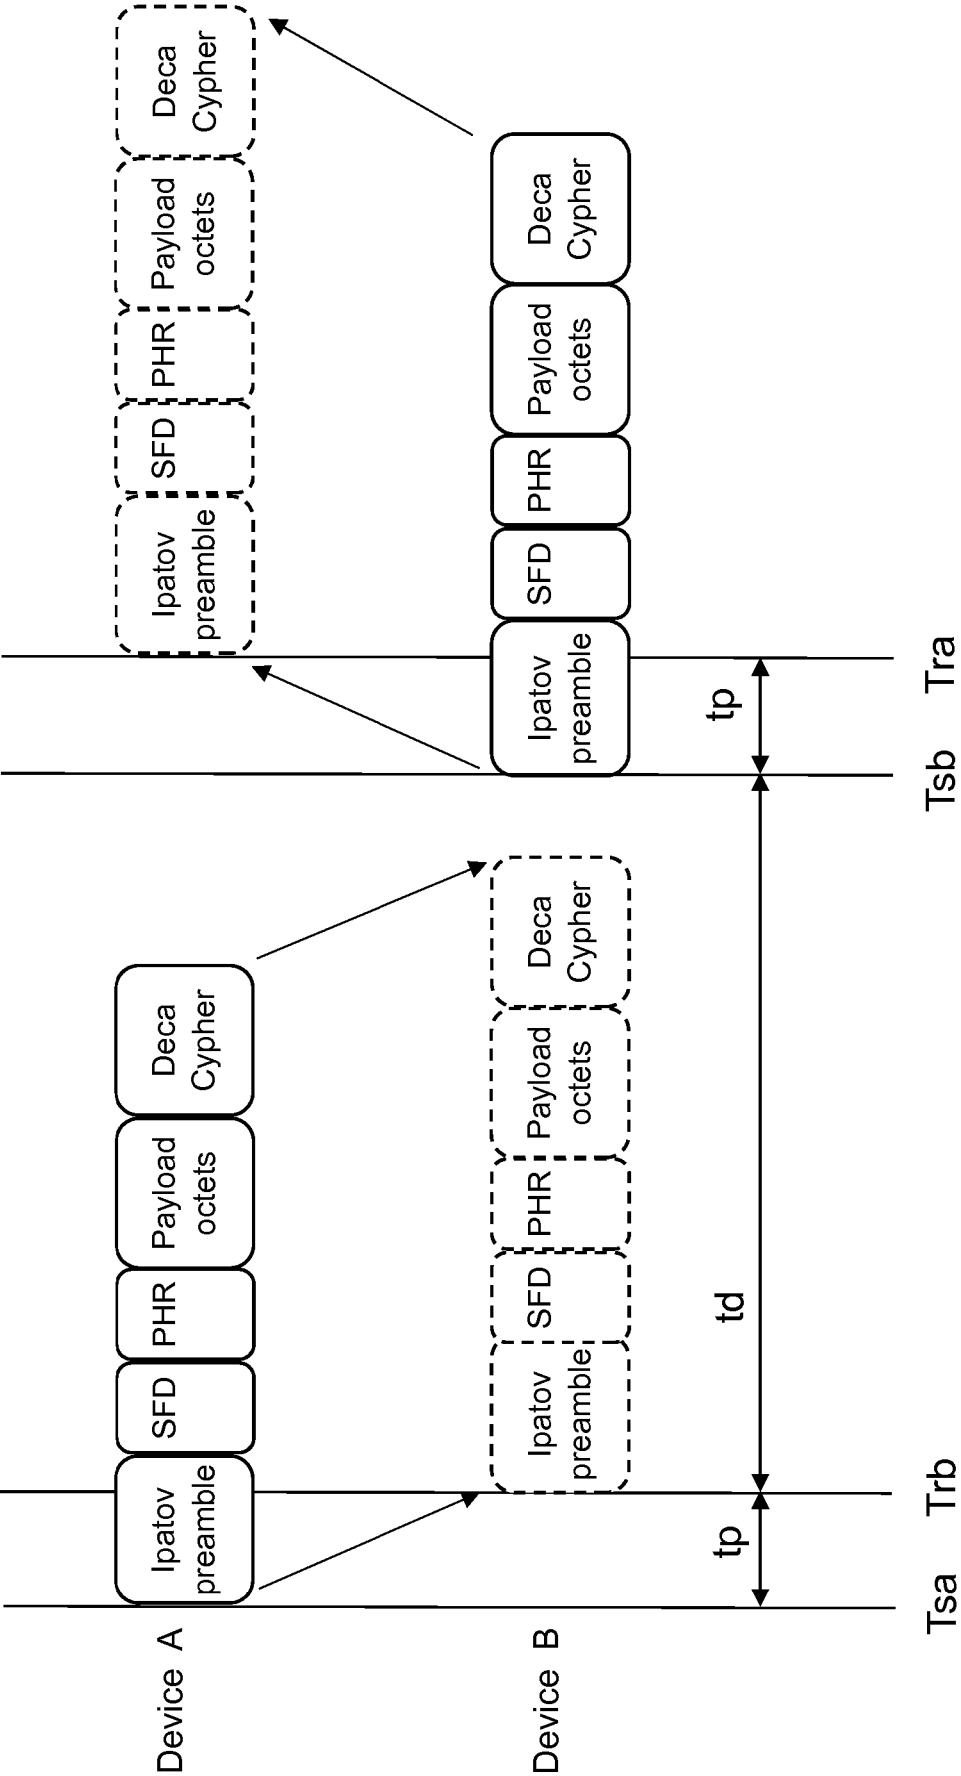 Device A
Ipatov
preamble
SFD
PHR
Payload
octets
Deca
Cypher
Ipatov
preamble
SFD
PHR
Payload
octets
Deca
Cypher
Device B
Ipatov
preamble
SFD
PHR
Payload
octets
Deca
Cypher
Ipatov
preamble
SFD
PHR
Payload
octets
Deca
Cypher
tp
td
tp
Tsa
Trb
Tsb
Tra